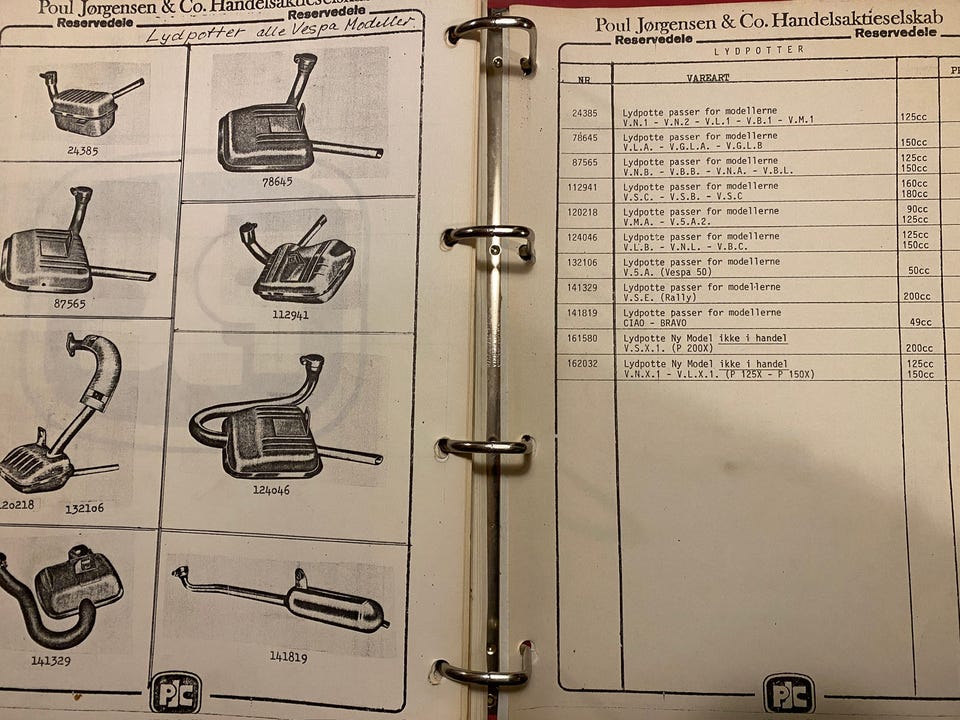 Poul Jørgensen & Co. Handelsaktieselskab
Reservedele Reservedele
Lydpotter alle Vespa Modeller
24385
78645
87565
112941
120218 132106
124046
141329
141819
PJC
Poul Jørgensen & Co. Handelsaktieselskab
Reservedele Reservedele
LYDPOTTER
NR VAREART
24385 Lydpotte passer for modellerne
V.N.1 - V.N.2 - V.L.1 - V.B.1 - V.M.1 125cc
78645 Lydpotte passer for modellerne
V.L.A. - V.G.L.A. - V.G.L.B 150cc
87565 Lydpotte passer for modellerne 125cc
V.N.B. - V.B.B. - V.N.A. - V.B.L. 150cc
112941 Lydpotte passer for modellerne 160cc
V.S.C. - V.S.B. - V.S.C 180cc
120218 Lydpotte passer for modellerne 90cc
V.M.A. - V.5.A.2. 125cc
124046 Lydpotte passer for modellerne 125cc
V.L.B. - V.N.L. - V.B.C. 150cc
132106 Lydpotte passer for modellerne
V.5.A. (Vespa 50) 50cc
141329 Lydpotte passer for modellerne
V.S.E. (Rally) 200cc
141819 Lydpotte passer for modellerne
CIAO - BRAVO 49cc
161580 Lydpotte Ny Model ikke i handel
V.S.X.1. (P 200X) 200cc
162032 Lydpotte Ny Model ikke i handel 125cc
V.N.X.1 - V.L.X.1. (P 125X - P 150X) 150cc
PJC